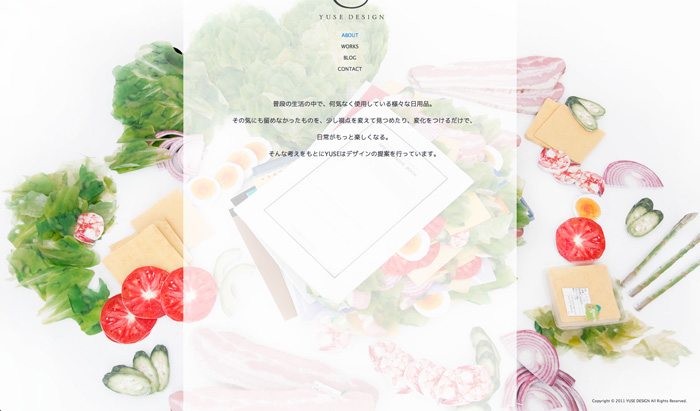 YUSE DESIGN
ABOUT
WORKS
BLOG
CONTACT
普段の生活の中で、何気なく使用している様々な日用品。
その気にも留めなかったものを、少し視点を変えて見つめたり、変化をつけるだけで、
日常がもっと楽しくなる。
そんな考えをもとにYUSEはデザインの提案を行っています。
Copyright © 2011 YUSE DESIGN All Rights Reserved.